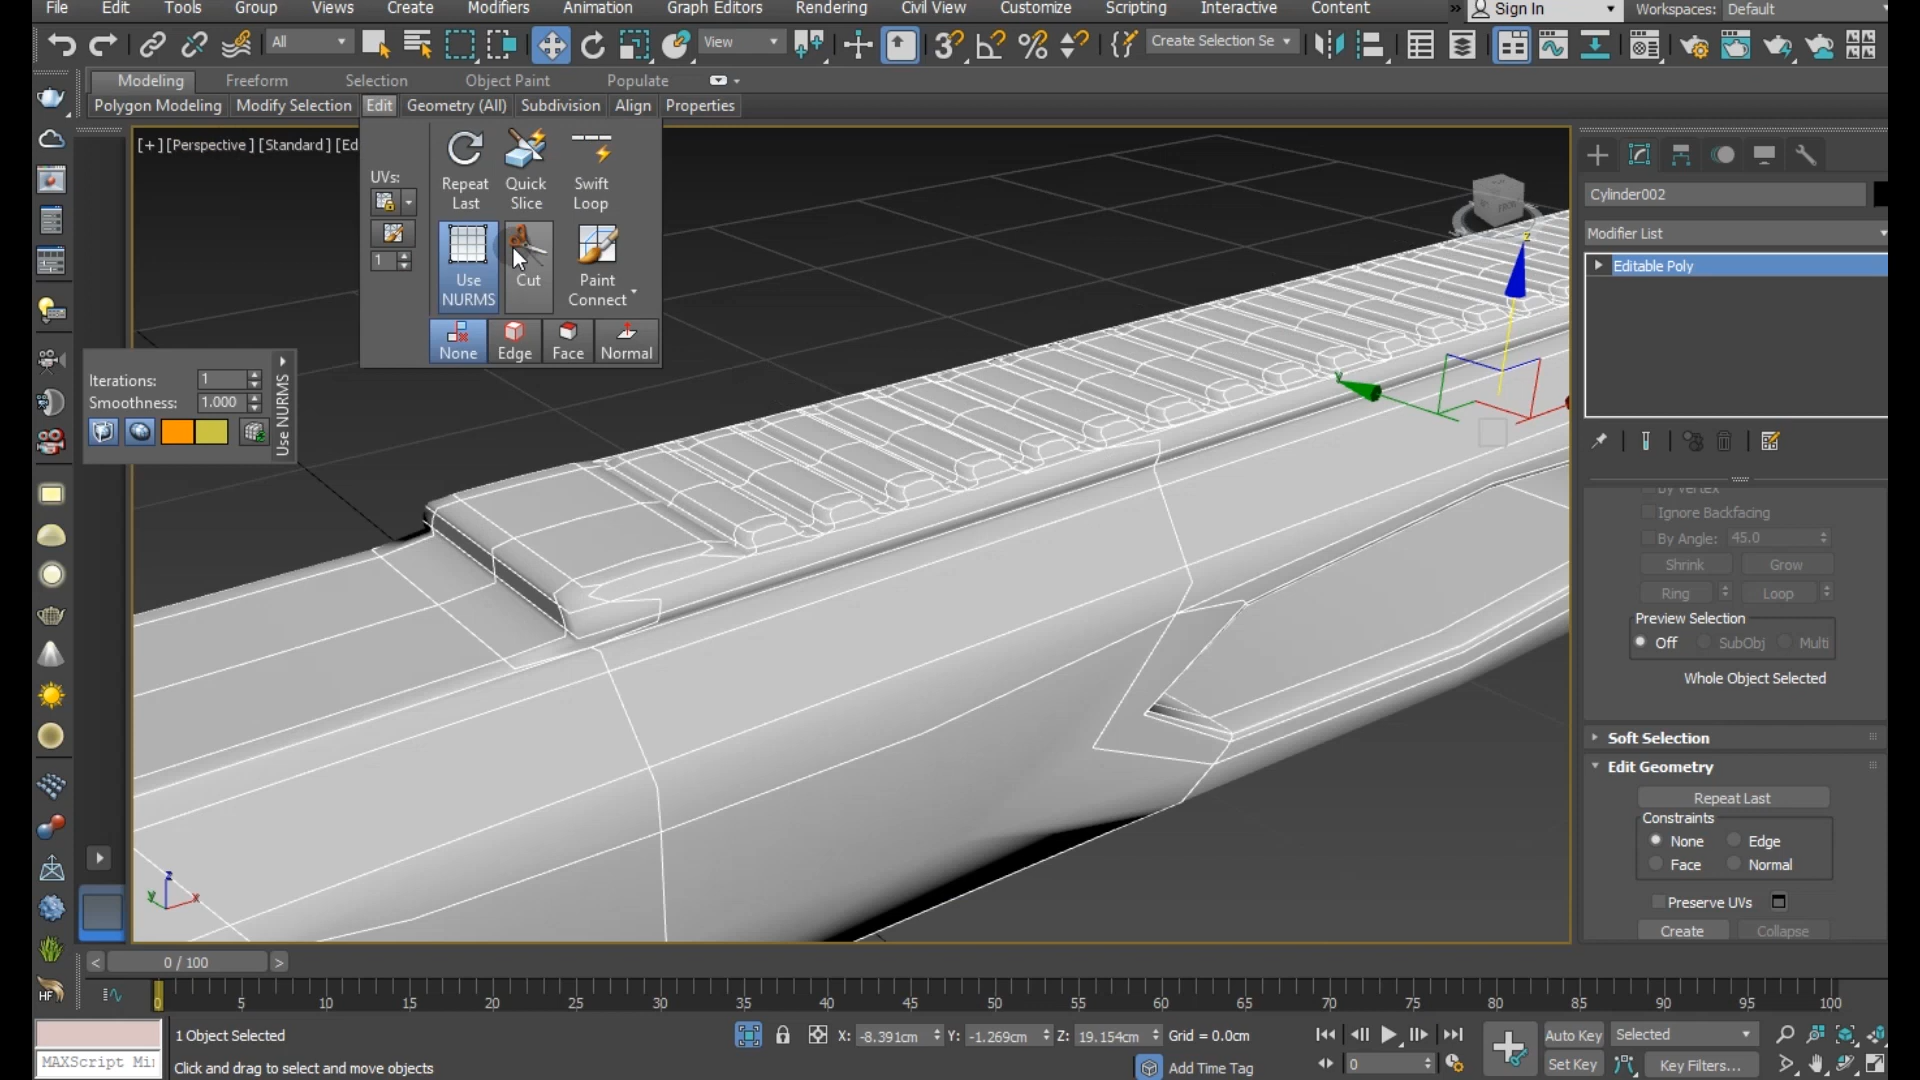 File Edit Tools Group Views Create Modifiers Animation Graph Editors Rendering Civil View Customize Scripting Interactive Content » Sign In Workspaces: Default
All View Create Selection Se
Modeling Freeform Selection Object Paint Populate
Polygon Modeling Modify Selection Edit Geometry (All) Subdivision Align Properties
[+] [Perspective] [Standard] [Ed
UVs:
Repeat Last
Quick Slice
Swift Loop
1
Use NURMS
Cut
Paint Connect
None Edge Face Normal
Iterations: 1
Smoothness: 1.000
Use NURMS
Cylinder002
Modifier List
Editable Poly
By Vertex
Ignore Backfacing
By Angle: 45.0
Shrink Grow
Ring Loop
Preview Selection
Off SubObj Multi
Whole Object Selected
Soft Selection
Edit Geometry
Repeat Last
Constraints
None Edge
Face Normal
Preserve UVs
Create Collapse
z
y
z
y x
< 0 / 100 >
0 5 10 15 20 25 30 35 40 45 50 55 60 65 70 75 80 85 90 95 100
1 Object Selected
X: -8.391cm Y: -1.269cm Z: 19.154cm Grid = 0.0cm
Auto Key Selected
MAXScript Mi
Click and drag to select and move objects
Add Time Tag
0
Set Key Key Filters...
HF